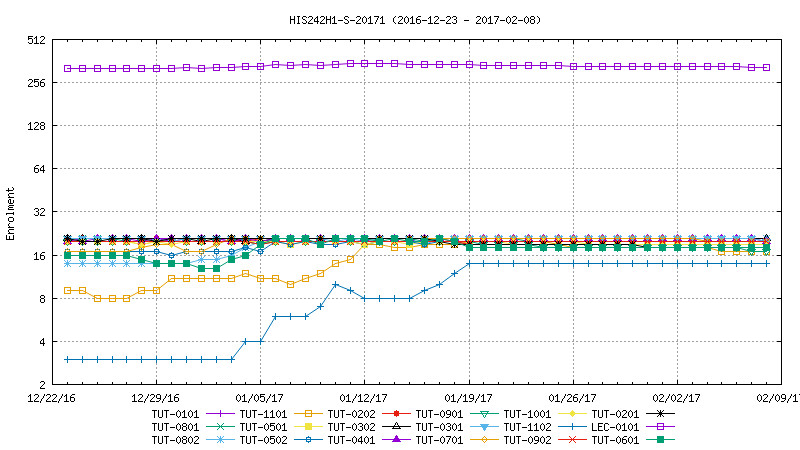 HIS242H1-S-20171 (2016-12-23 - 2017-02-08)
512
256
128
64
32
16
8
4
2
Enrolment
12/22/16 12/29/16 01/05/17 01/12/17 01/19/17 01/26/17 02/02/17 02/09/17
TUT-0101 TUT-1101 TUT-0202 TUT-0901 TUT-1001 TUT-0201
TUT-0801 TUT-0501 TUT-0302 TUT-0301 TUT-1102 LEC-0101
TUT-0802 TUT-0502 TUT-0401 TUT-0701 TUT-0902 TUT-0601